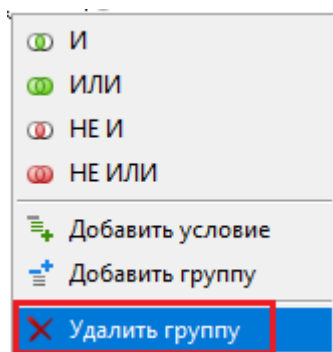 И
ИЛИ
НЕ И
НЕ ИЛИ
Добавить условие
Добавить группу
Удалить группу